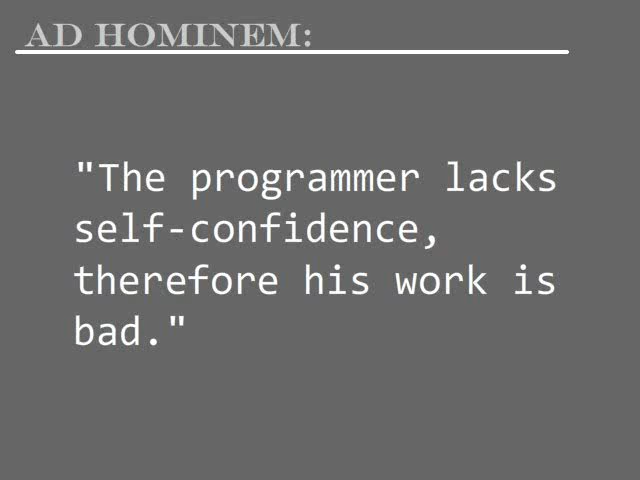 AD HOMINEM:
"The programmer lacks
self-confidence,
therefore his work is
bad."